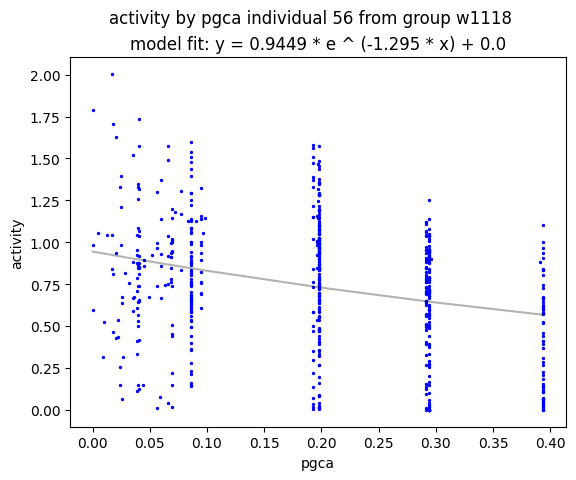 activity by pgca individual 56 from group w1118
model fit: y = 0.9449 * e ^ (-1.295 * x) + 0.0
2.00
1.75
1.50
1.25
1.00
0.75
0.50
0.25
0.00
activity
0.00 0.05 0.10 0.15 0.20 0.25 0.30 0.35 0.40
pgca